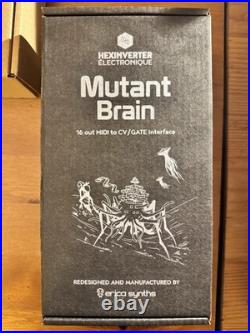 HEXINVERTER
ÉLECTRONIQUE
Mutant
Brain
16 out MIDI to CV/GATE Interface
REDESIGNED AND MANUFACTURED BY
erica synths